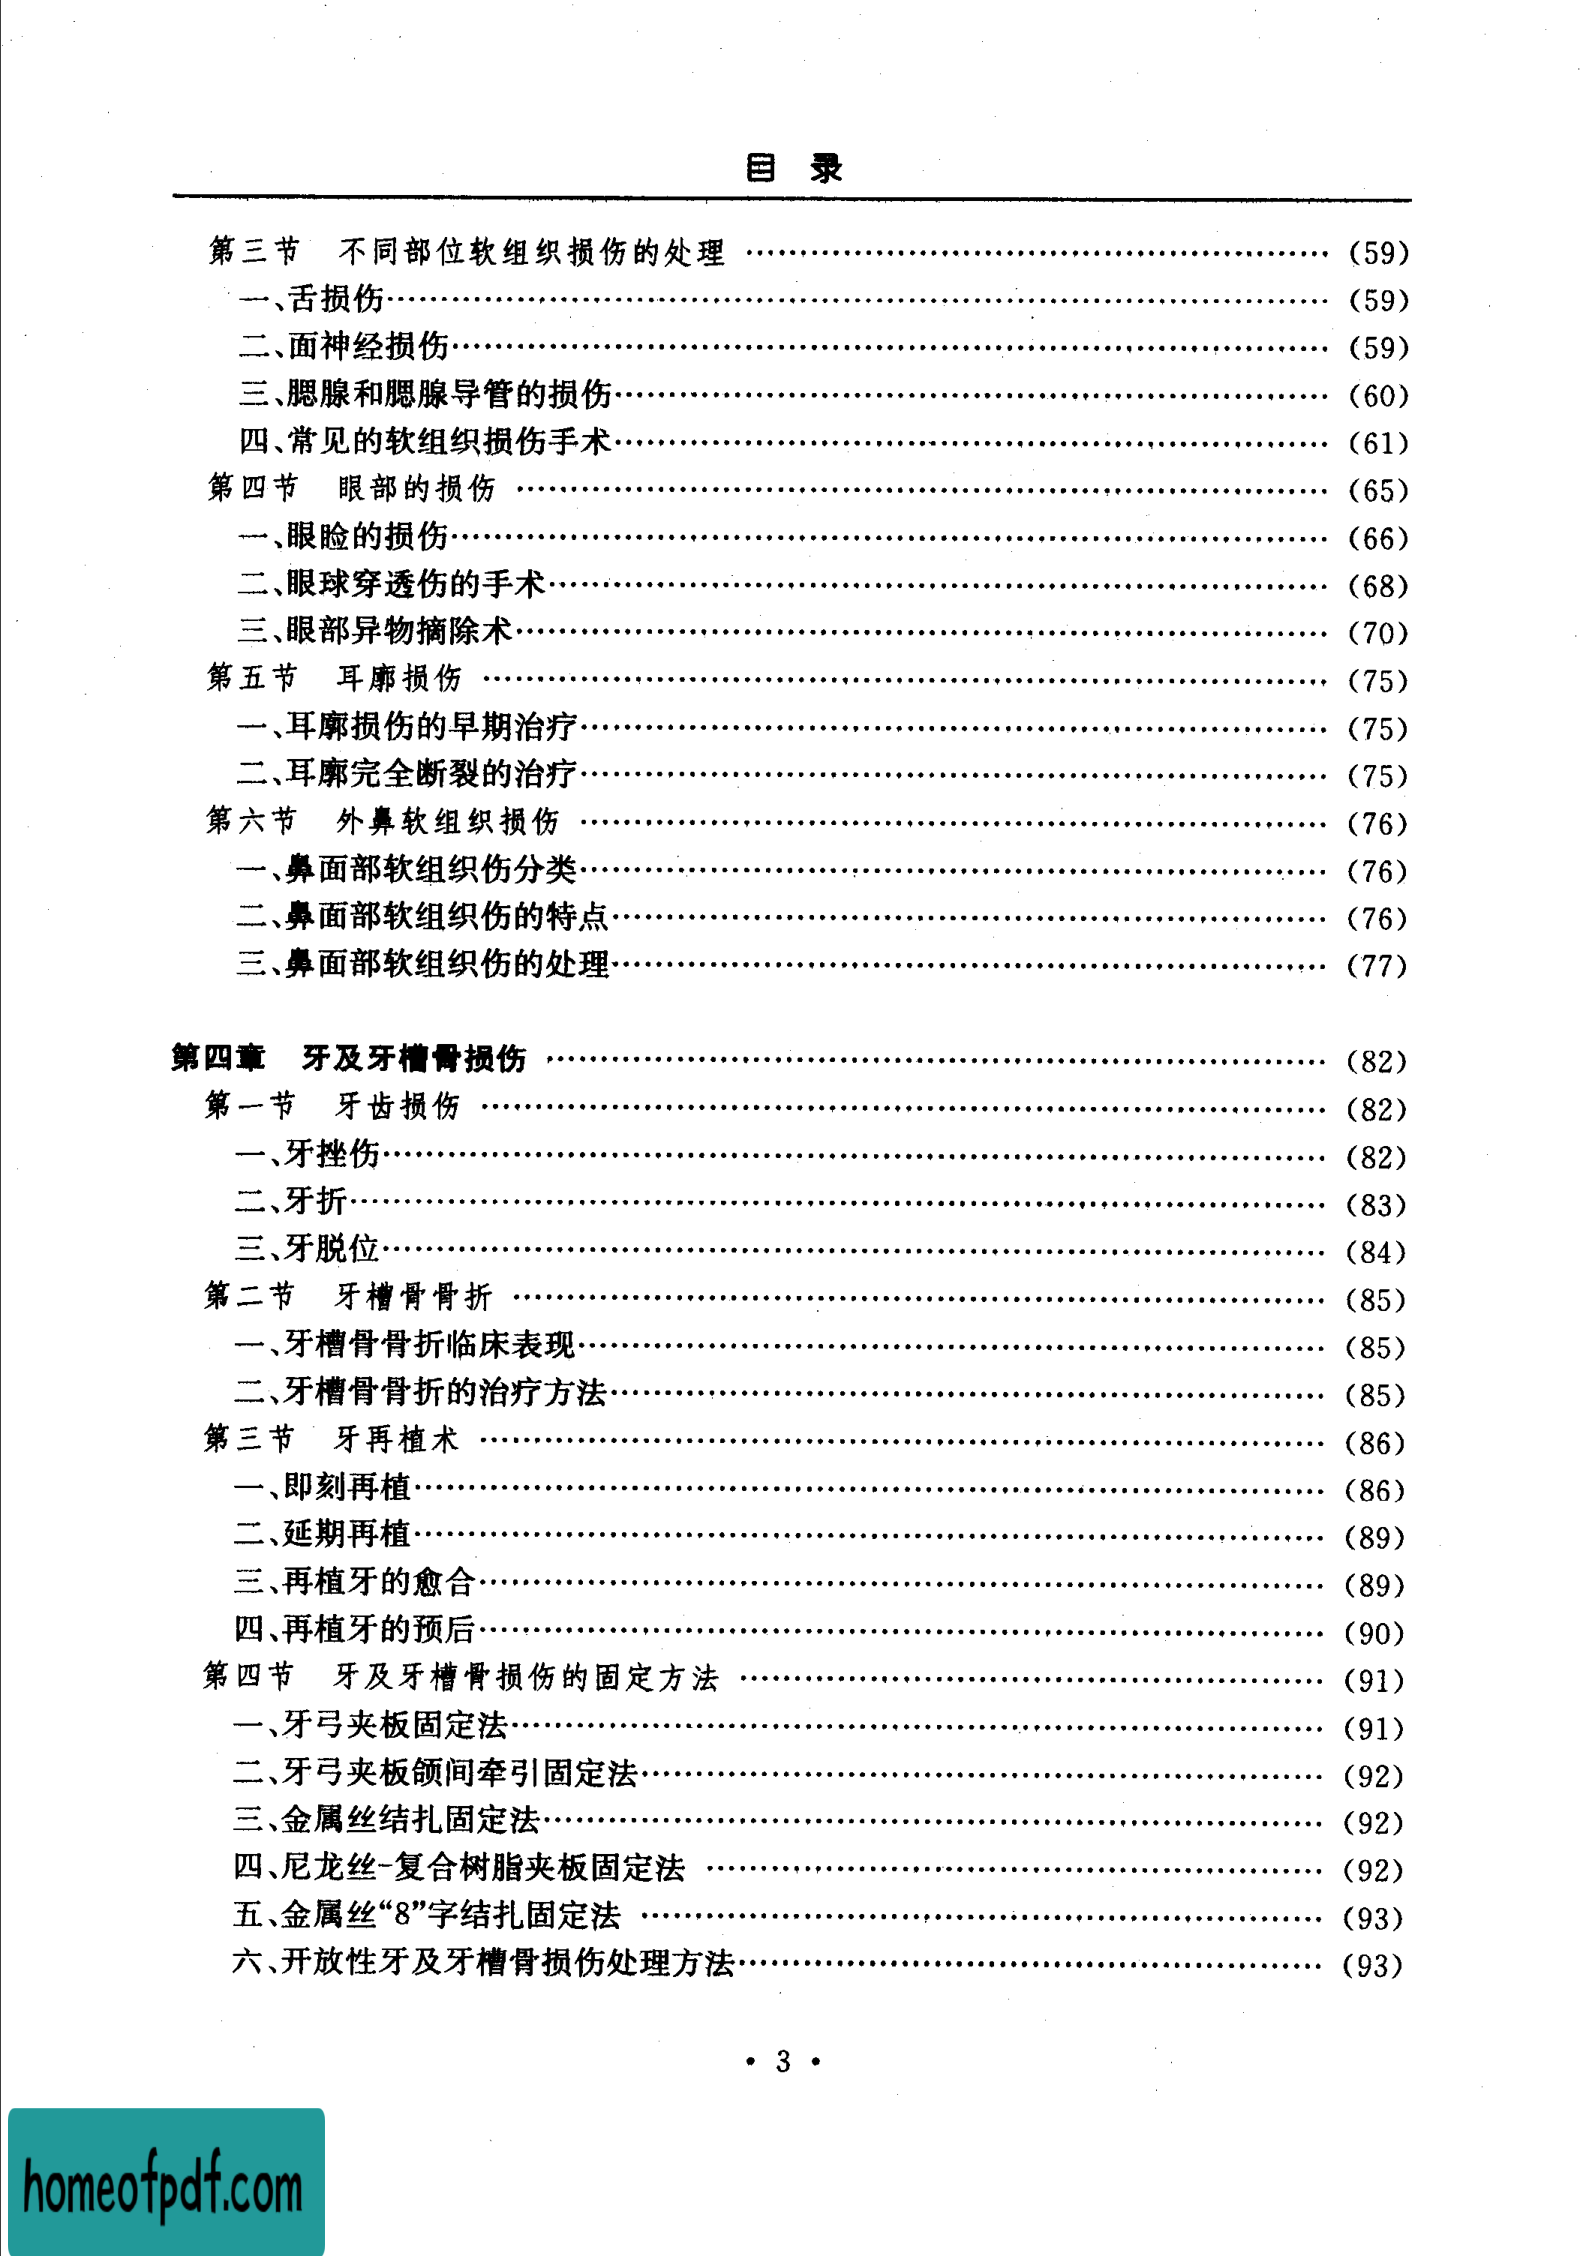 目 录
第三节 不同部位软组织损伤的处理 …………………………………………… (59)
一、舌损伤…………………………………………………………………… (59)
二、面神经损伤……………………………………………………………… (59)
三、腮腺和腮腺导管的损伤………………………………………………… (60)
四、常见的软组织损伤手术………………………………………………… (61)
第四节 眼部的损伤 ………………………………………………………… (65)
一、眼睑的损伤……………………………………………………………… (66)
二、眼球穿透伤的手术……………………………………………………… (68)
三、眼部异物摘除术………………………………………………………… (70)
第五节 耳廓损伤 …………………………………………………………… (75)
一、耳廓损伤的早期治疗…………………………………………………… (75)
二、耳廓完全断裂的治疗…………………………………………………… (75)
第六节 外鼻软组织损伤 …………………………………………………… (76)
一、鼻面部软组织伤分类…………………………………………………… (76)
二、鼻面部软组织伤的特点………………………………………………… (76)
三、鼻面部软组织伤的处理………………………………………………… (77)
第四章 牙及牙槽骨损伤 …………………………………………………… (82)
第一节 牙齿损伤 …………………………………………………………… (82)
一、牙挫伤…………………………………………………………………… (82)
二、牙折……………………………………………………………………… (83)
三、牙脱位…………………………………………………………………… (84)
第二节 牙槽骨骨折 ………………………………………………………… (85)
一、牙槽骨骨折临床表现…………………………………………………… (85)
二、牙槽骨骨折的治疗方法………………………………………………… (85)
第三节 牙再植术 …………………………………………………………… (86)
一、即刻再植………………………………………………………………… (86)
二、延期再植………………………………………………………………… (89)
三、再植牙的愈合…………………………………………………………… (89)
四、再植牙的预后…………………………………………………………… (90)
第四节 牙及牙槽骨损伤的固定方法 ……………………………………… (91)
一、牙弓夹板固定法………………………………………………………… (91)
二、牙弓夹板颌间牵引固定法……………………………………………… (92)
三、金属丝结扎固定法……………………………………………………… (92)
四、尼龙丝-复合树脂夹板固定法 ………………………………………… (92)
五、金属丝“8”字结扎固定法 ……………………………………………… (93)
六、开放性牙及牙槽骨损伤处理方法……………………………………… (93)
• 3 •
homeofpdf.com